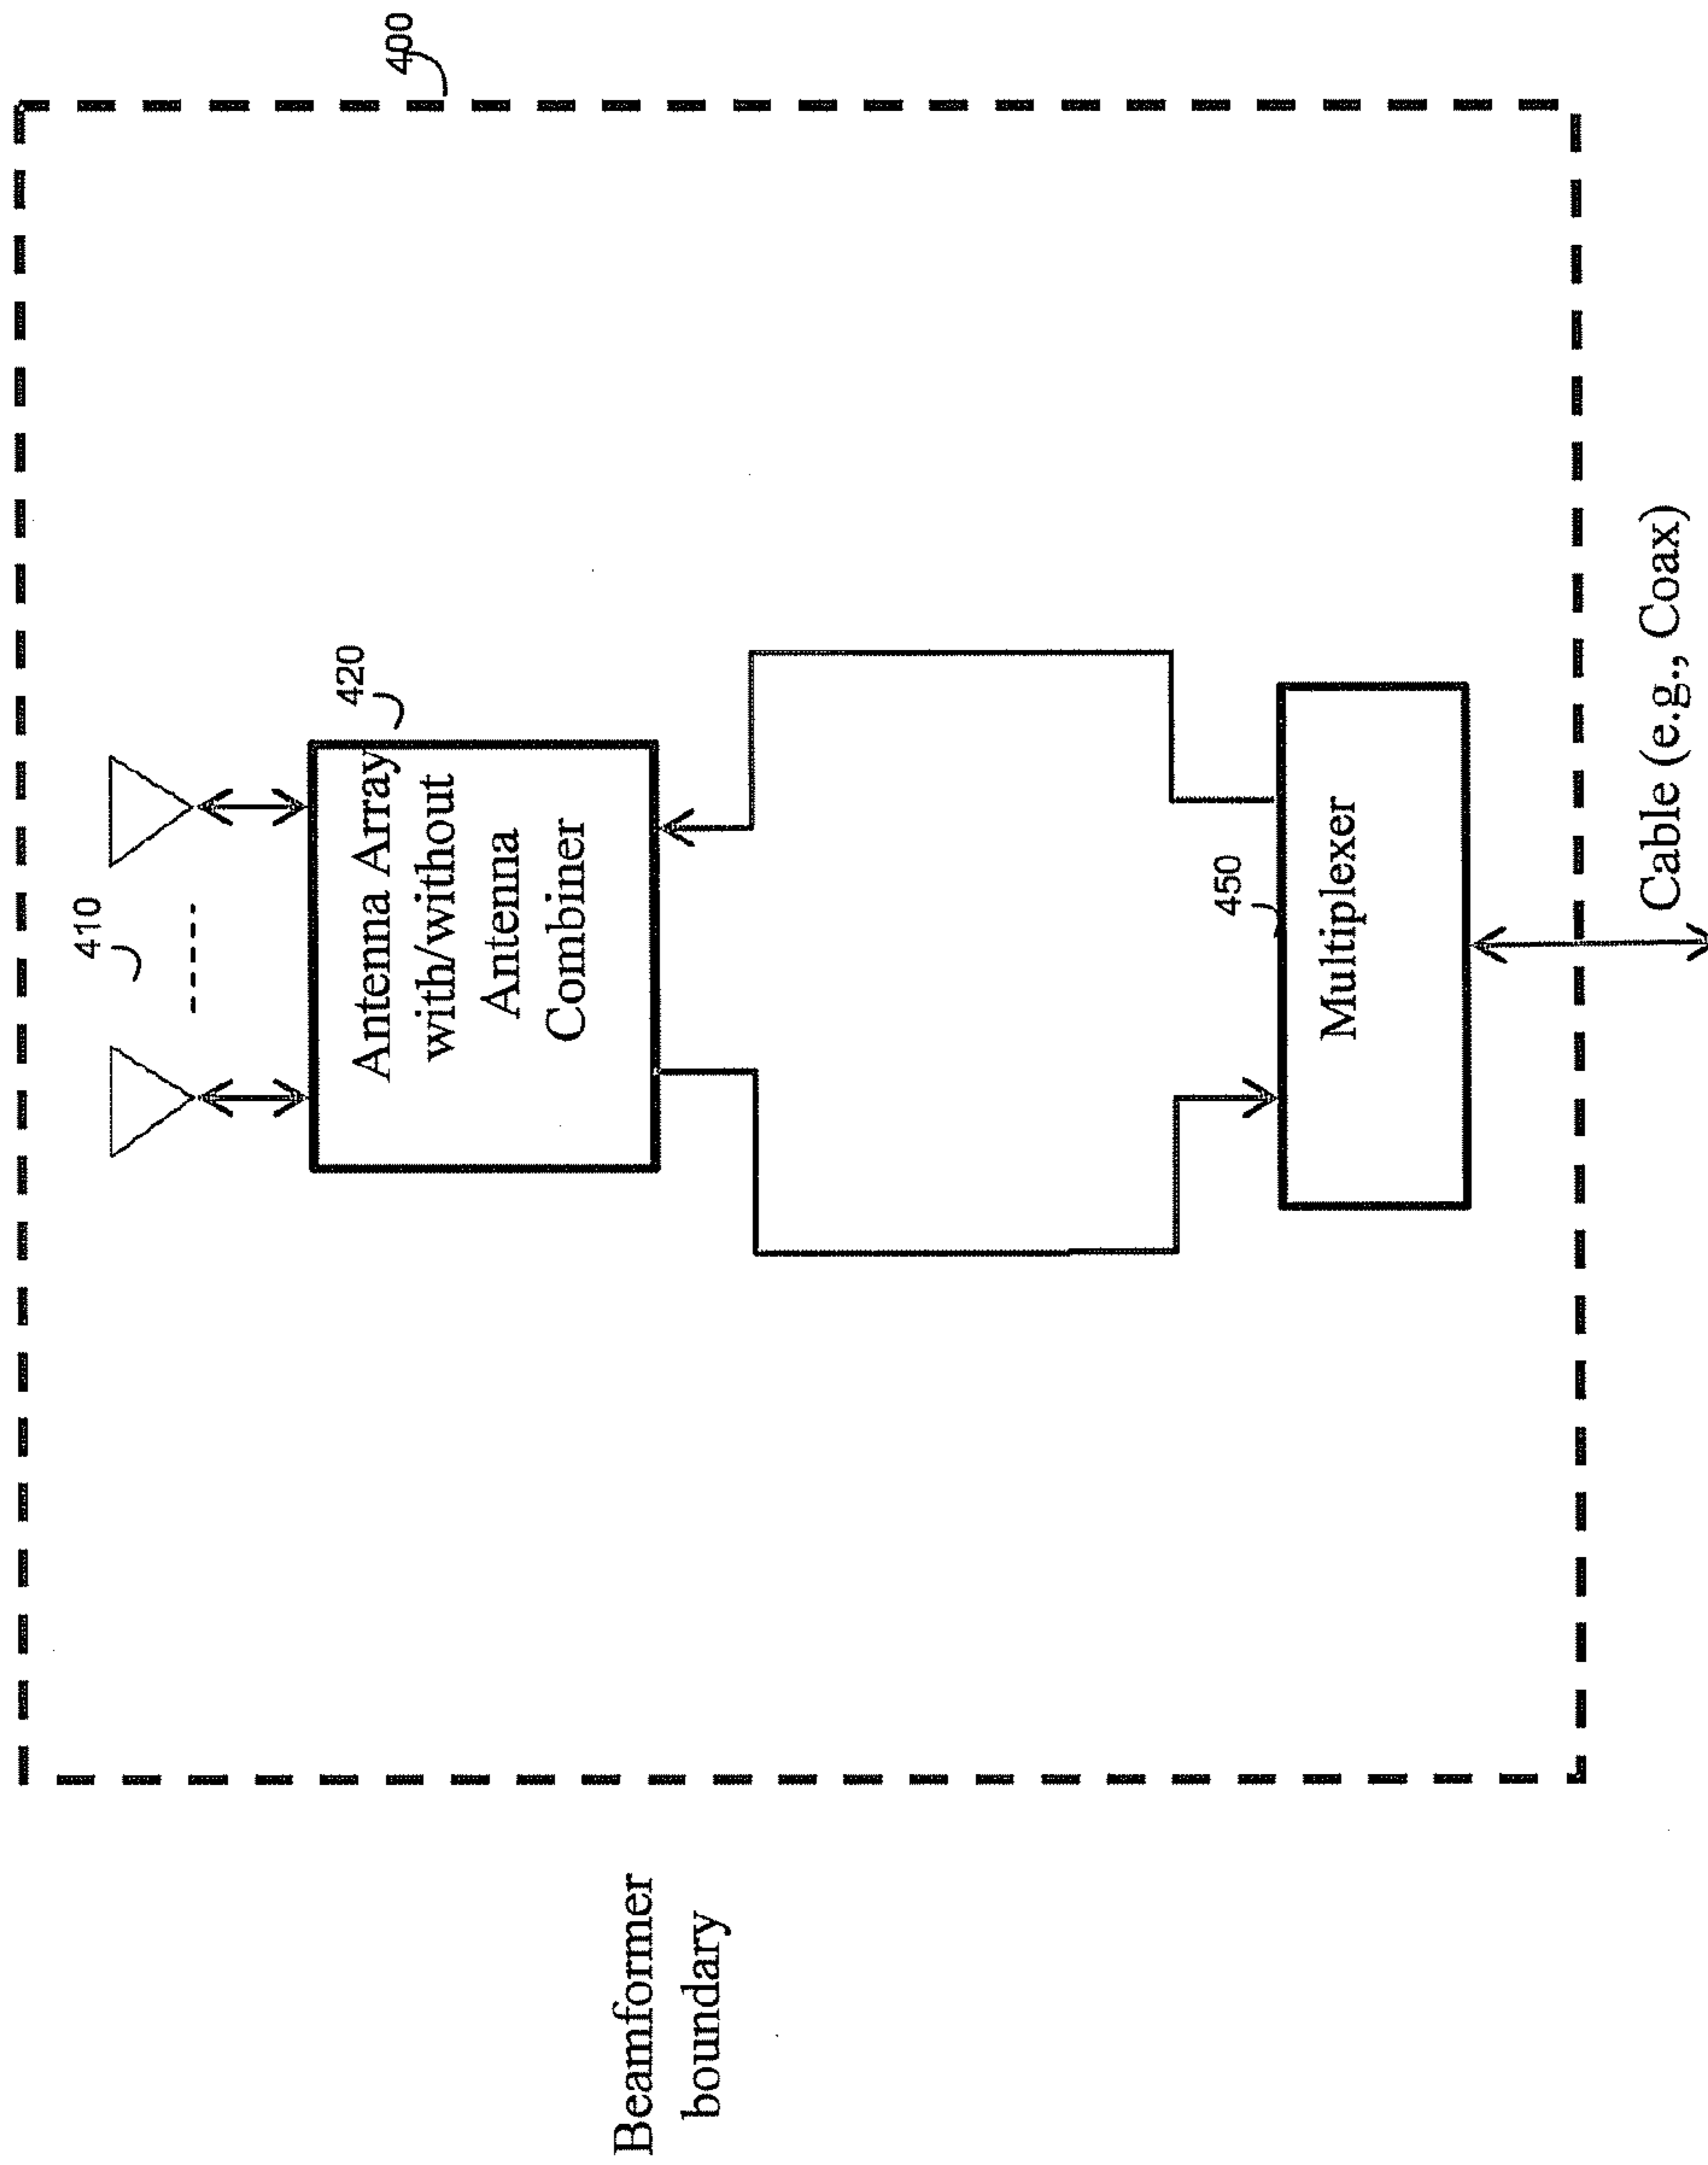 400
410
420
Antenna Array
with/without
Antenna
Combiner
Beamformer
boundary
450
Multiplexer
Cable (e.g., Coax)